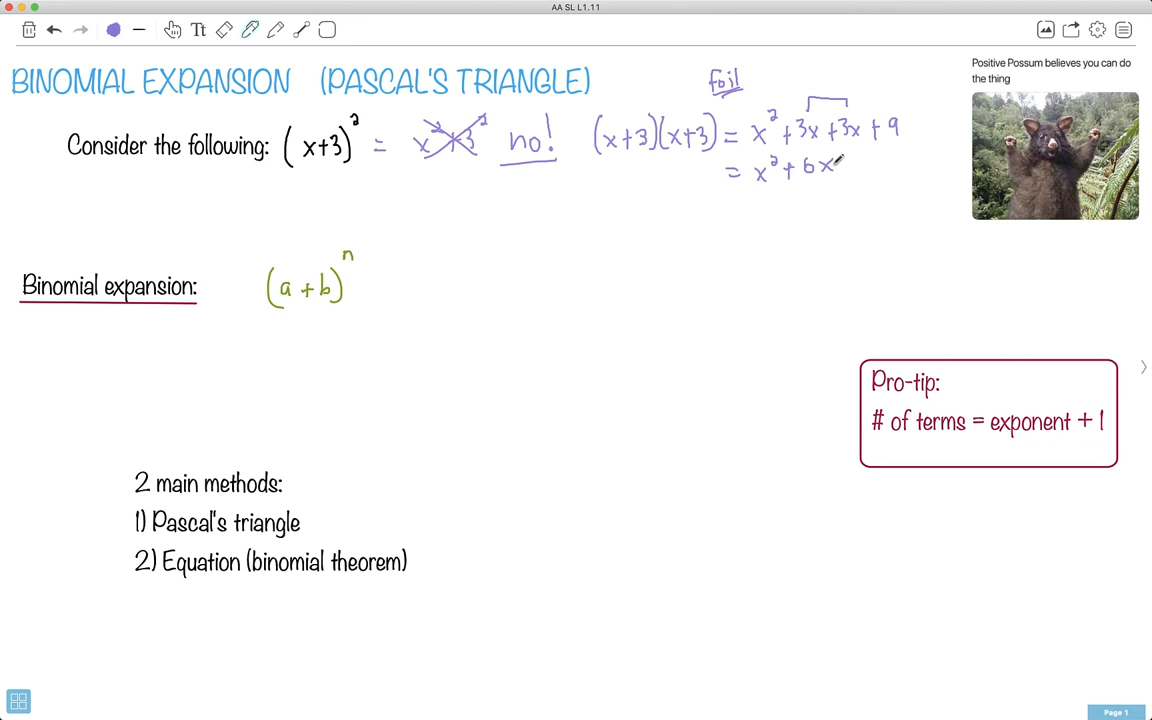 AA SL L1.11
Tt
BINOMIAL EXPANSION (PASCAL'S TRIANGLE)
Foil
Positive Possum believes you can do
the thing
Consider the following: (x+3)² = x²+3² no! (x+3)(x+3) = x² + 3x + 3x + 9
= x² + 6x
Binomial expansion: (a + b)ⁿ
Pro-tip:
# of terms = exponent + 1
2 main methods:
1) Pascal's triangle
2) Equation (binomial theorem)
Page 1